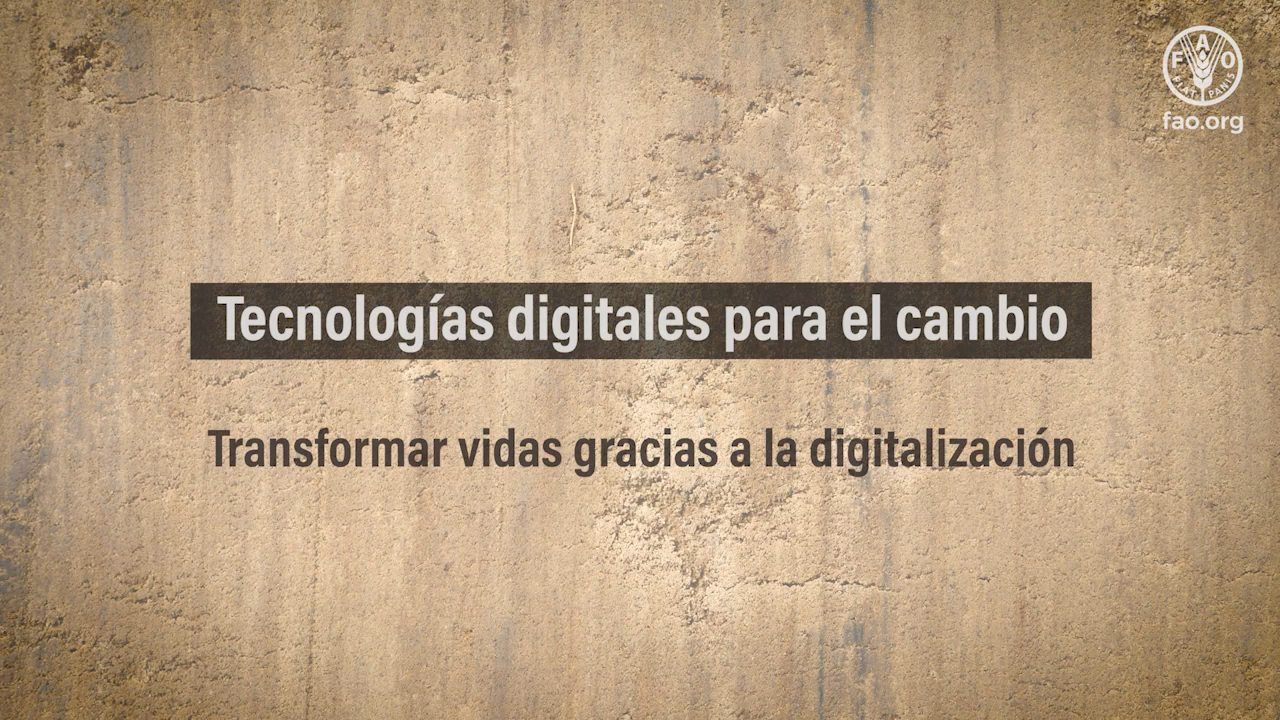 FAO
FIAT PANIS
fao.org
Tecnologías digitales para el cambio
Transformar vidas gracias a la digitalización